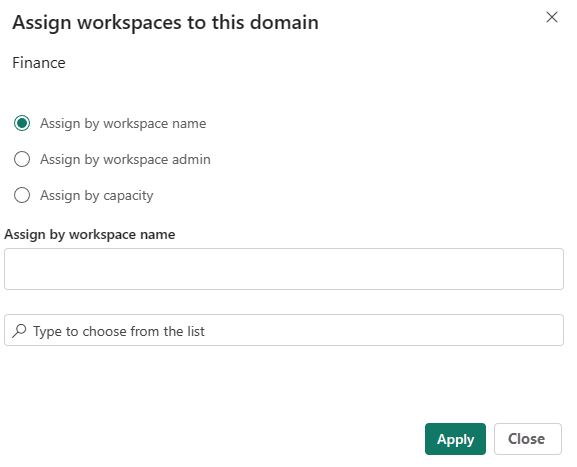 Assign workspaces to this domain
Finance
Assign by workspace name
Assign by workspace admin
Assign by capacity
Assign by workspace name
Type to choose from the list
Apply
Close